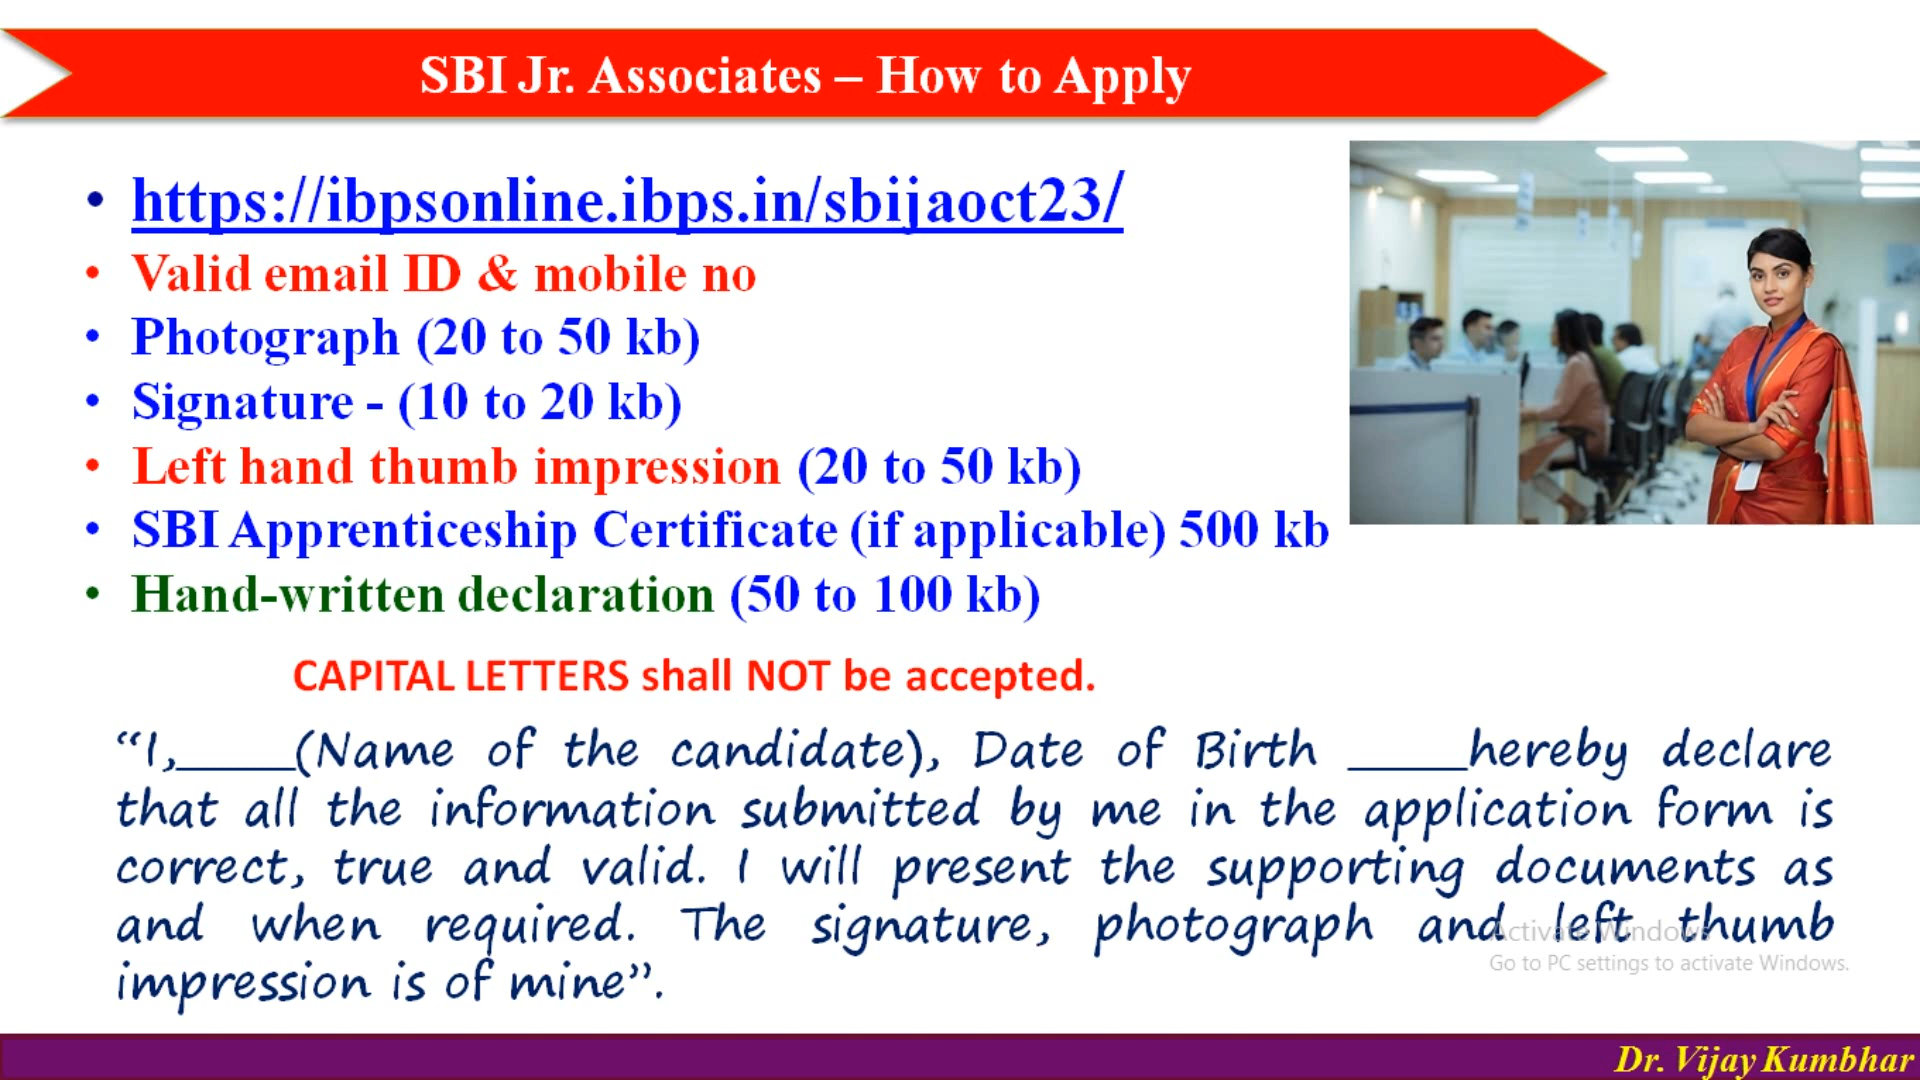 SBI Jr. Associates – How to Apply
• https://ibpsonline.ibps.in/sbijaoct23/
• Valid email ID & mobile no
• Photograph (20 to 50 kb)
• Signature - (10 to 20 kb)
• Left hand thumb impression (20 to 50 kb)
• SBI Apprenticeship Certificate (if applicable) 500 kb
• Hand-written declaration (50 to 100 kb)
CAPITAL LETTERS shall NOT be accepted.
“I,_____(Name of the candidate), Date of Birth _____hereby declare
that all the information submitted by me in the application form is
correct, true and valid. I will present the supporting documents as
and when required. The signature, photograph and left thumb
impression is of mine”.
Activate Windows
Go to PC settings to activate Windows.
Dr. Vijay Kumbhar